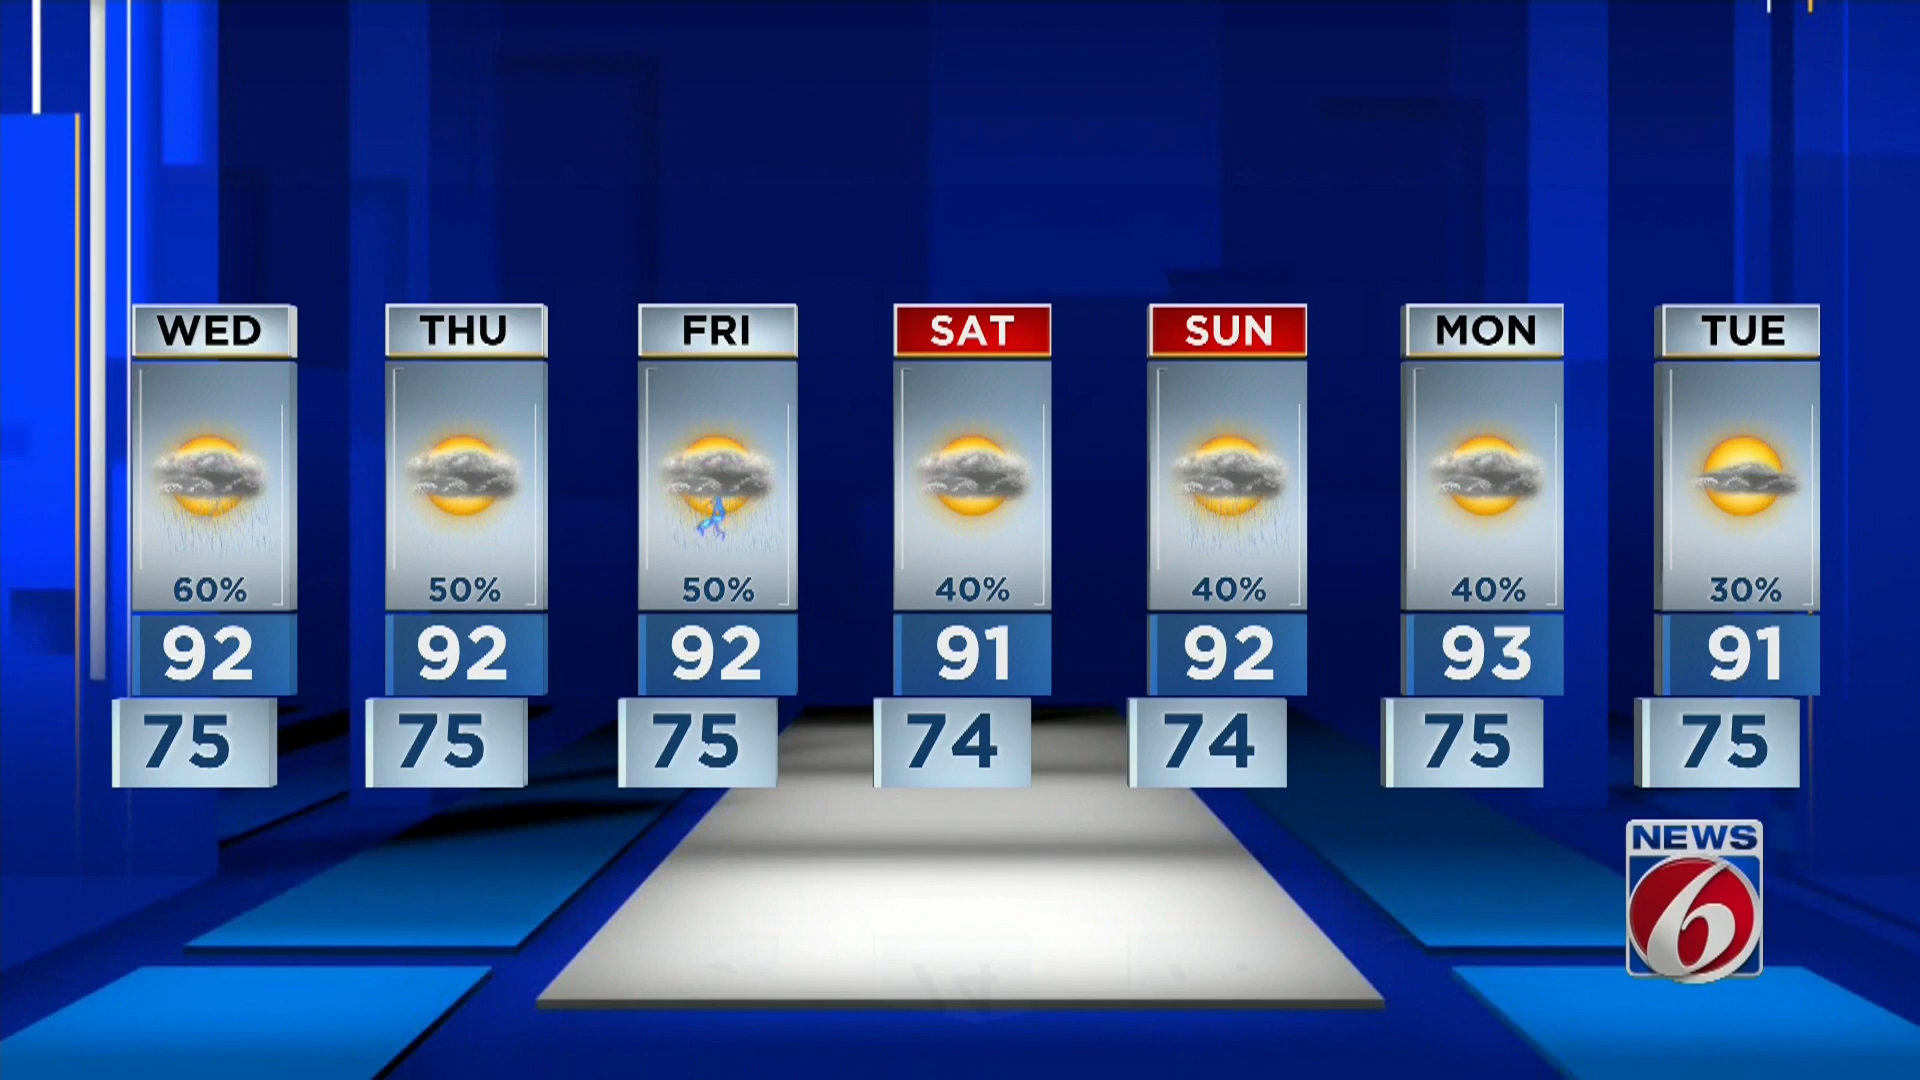 WED THU FRI SAT SUN MON TUE
60% 50% 50% 40% 40% 40% 30%
92 92 92 91 92 93 91
75 75 75 74 74 75 75
NEWS
6